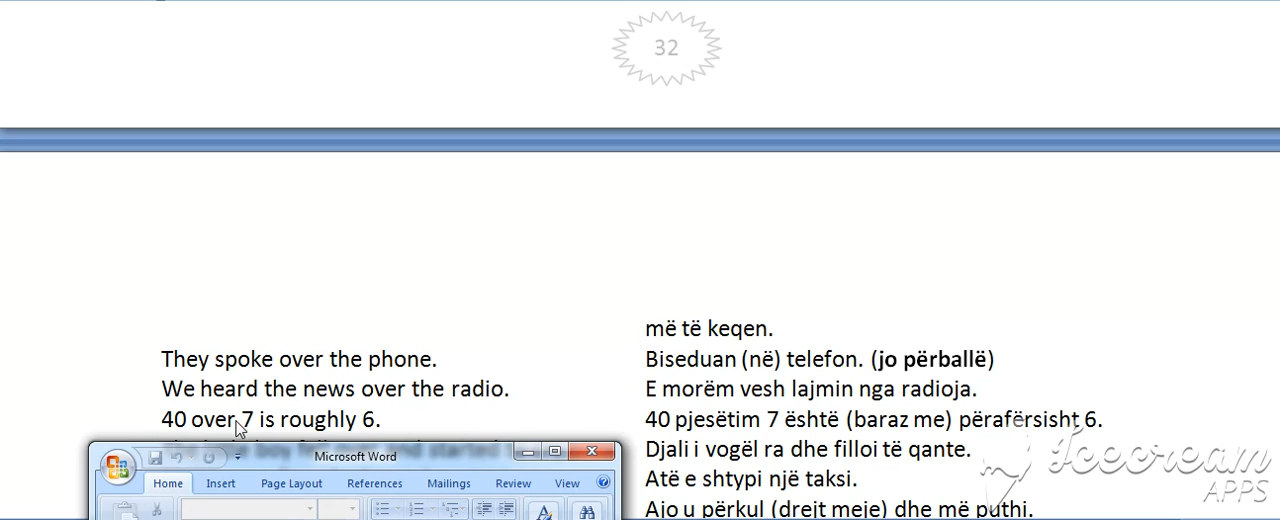 32
më të keqen.
They spoke over the phone.
Biseduan (në) telefon. (jo përballë)
We heard the news over the radio.
E morëm vesh lajmin nga radioja.
40 over 7 is roughly 6.
40 pjesëtim 7 është (baraz me) përafërsisht 6.
Djali i vogël ra dhe filloi të qante.
Atë e shtypi një taksi.
Ajo u përkul (drejt meje) dhe më puthi.
Microsoft Word
Home Insert Page Layout References Mailings Review View
Icecream
APPS